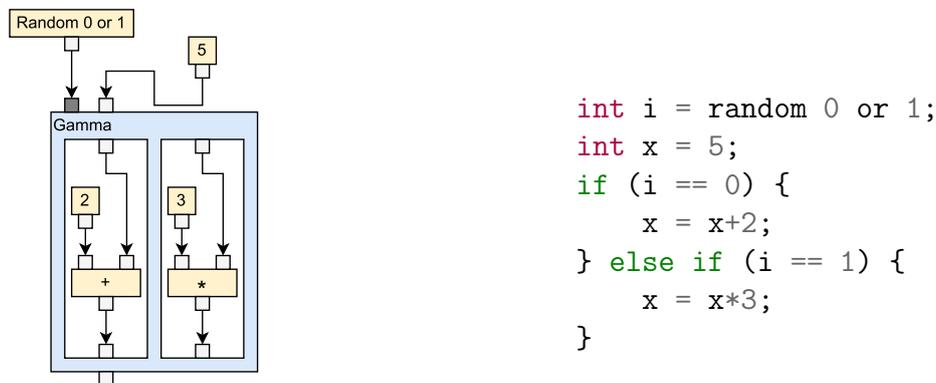 Random 0 or 1
5
Gamma
2
3
+
*
int i = random 0 or 1;
int x = 5;
if (i == 0) {
    x = x+2;
} else if (i == 1) {
    x = x*3;
}